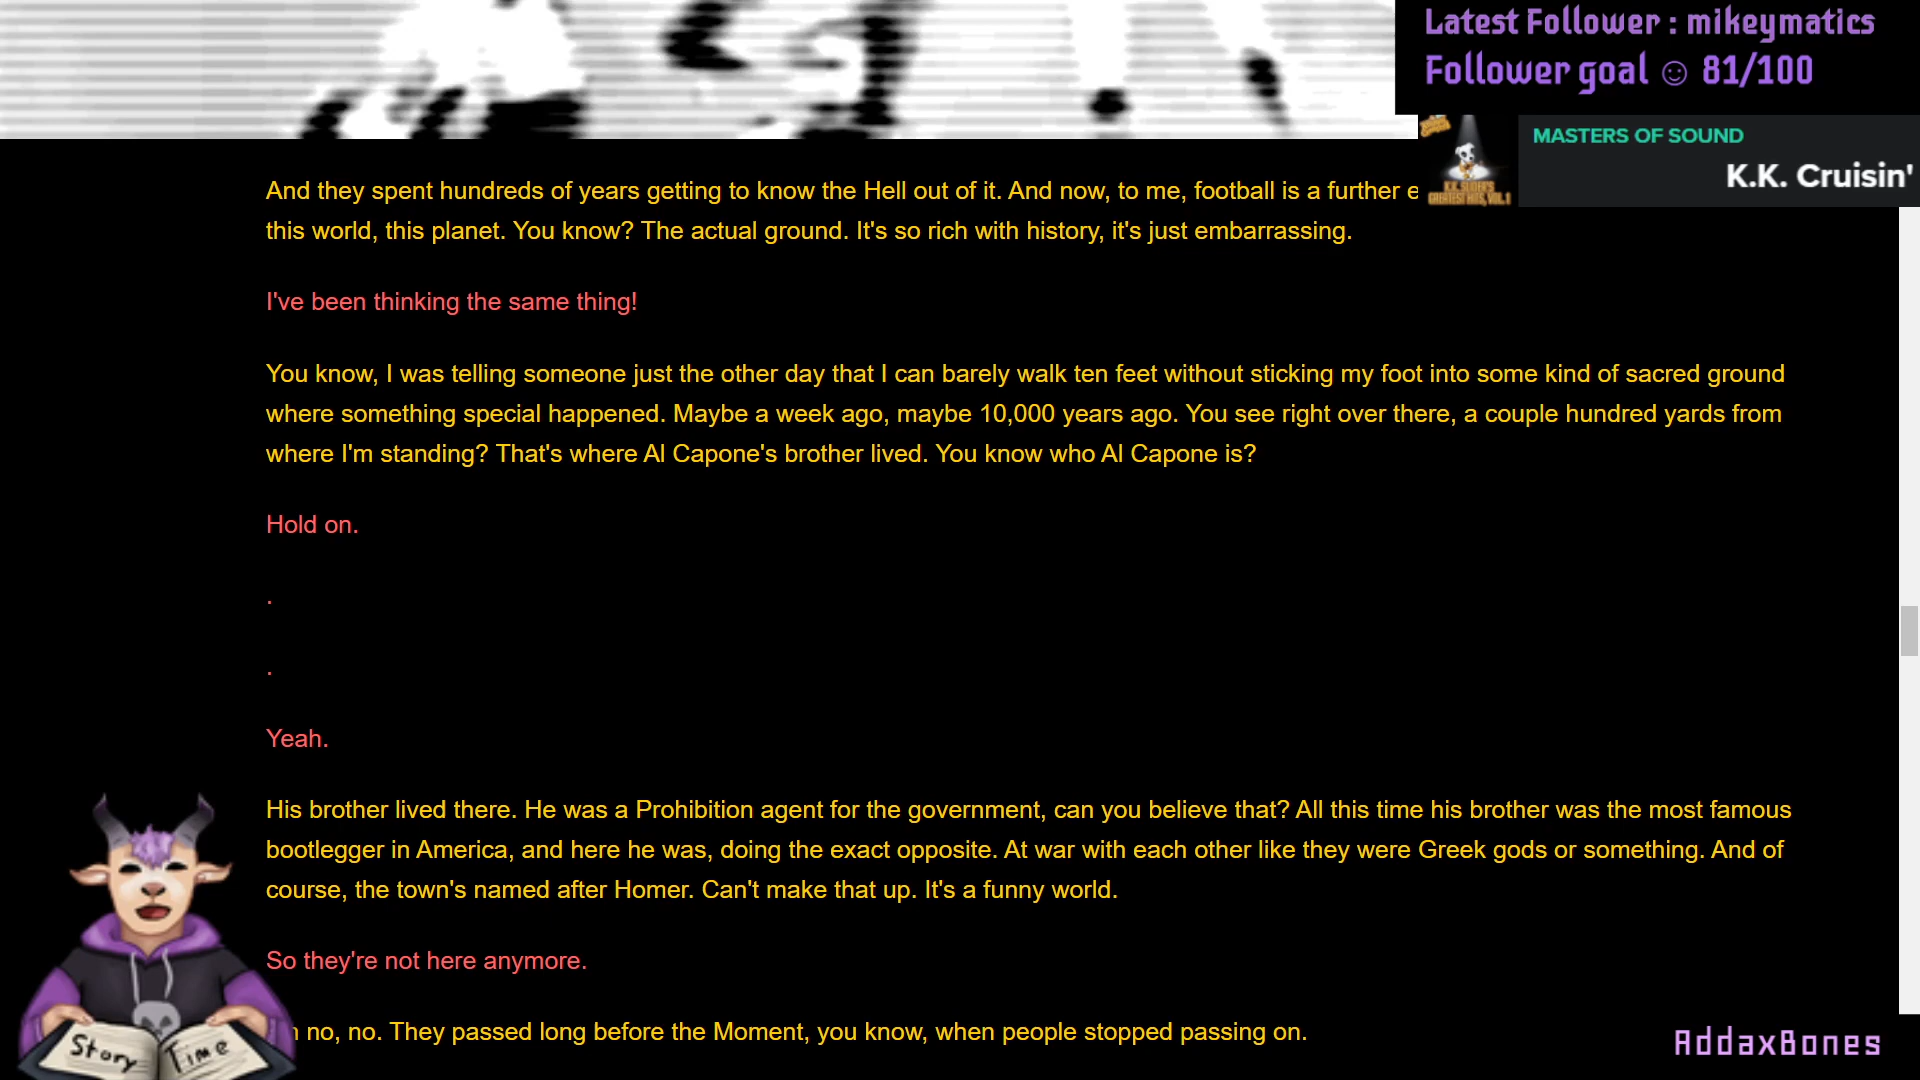 Latest Follower : mikeymatics
Follower goal ☺ 81/100
MASTERS OF SOUND
K.K. Cruisin'
K.K. SLIDER'S
GREATEST HITS, VOL. 1
And they spent hundreds of years getting to know the Hell out of it. And now, to me, football is a further
this world, this planet. You know? The actual ground. It's so rich with history, it's just embarrassing.
I've been thinking the same thing!
You know, I was telling someone just the other day that I can barely walk ten feet without sticking my foot into some kind of sacred ground
where something special happened. Maybe a week ago, maybe 10,000 years ago. You see right over there, a couple hundred yards from
where I'm standing? That's where Al Capone's brother lived. You know who Al Capone is?
Hold on.
.
.
Yeah.
His brother lived there. He was a Prohibition agent for the government, can you believe that? All this time his brother was the most famous
bootlegger in America, and here he was, doing the exact opposite. At war with each other like they were Greek gods or something. And of
course, the town's named after Homer. Can't make that up. It's a funny world.
So they're not here anymore.
no, no. They passed long before the Moment, you know, when people stopped passing on.
Story Time
AddaxBones